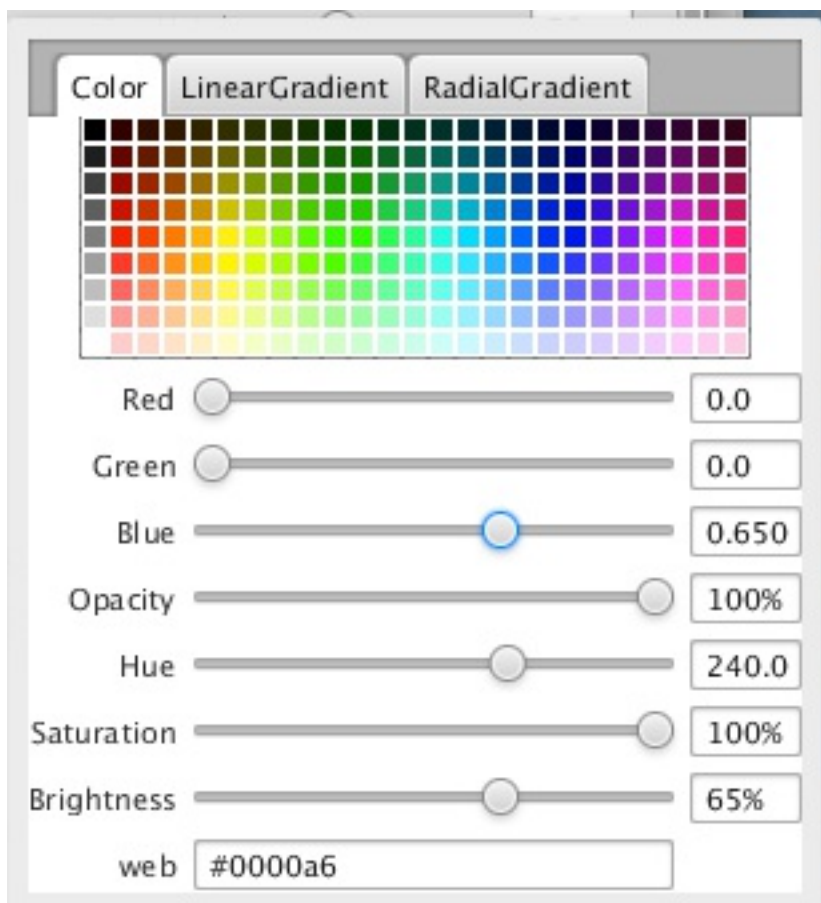 Color LinearGradient RadialGradient
Red 0.0
Green 0.0
Blue 0.650
Opacity 100%
Hue 240.0
Saturation 100%
Brightness 65%
web #0000a6